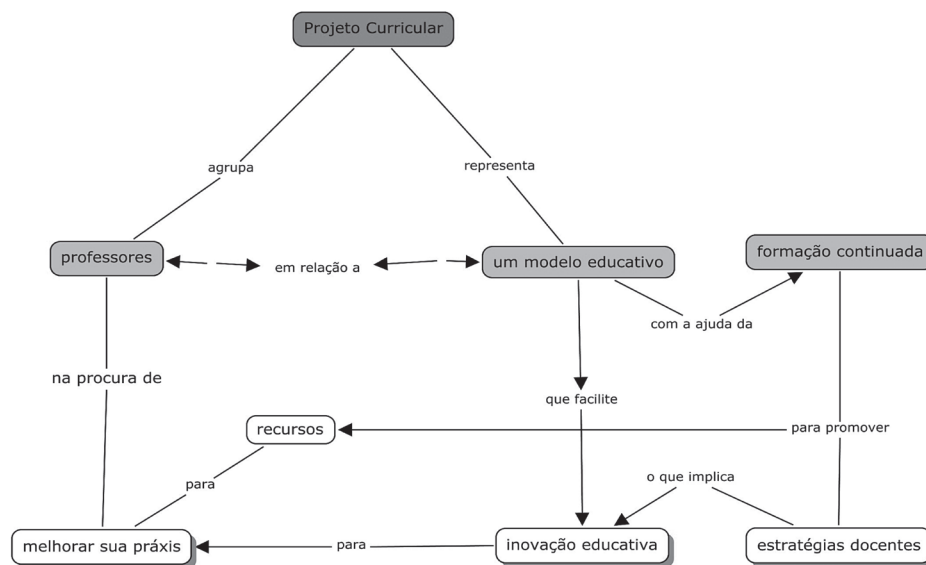 Projeto Curricular
agrupa
representa
professores
em relação a
um modelo educativo
formação continuada
com a ajuda da
na procura de
que facilite
recursos
para promover
para
o que implica
melhorar sua práxis
para
inovação educativa
estratégias docentes